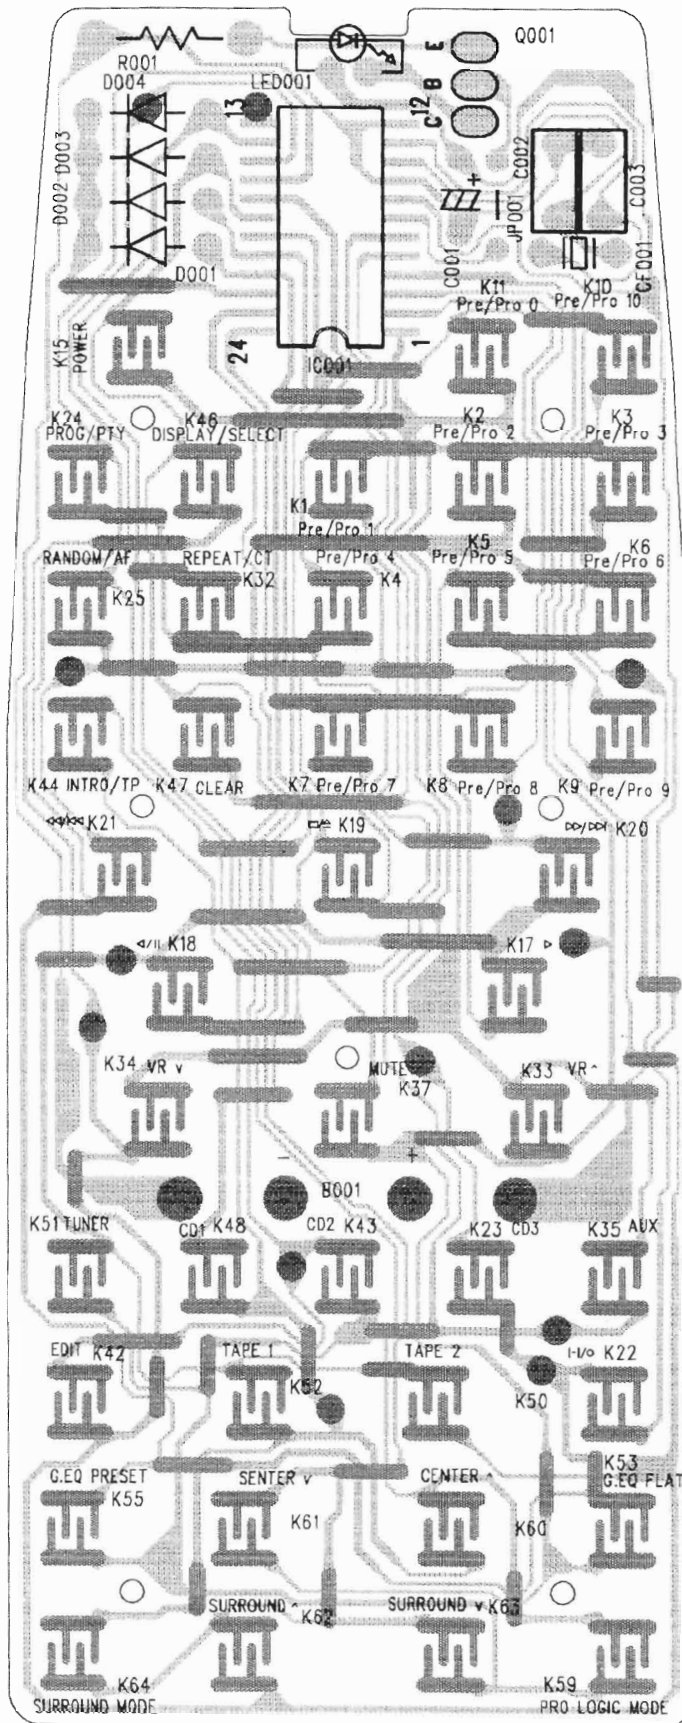 E Q001
R001
D004 LED001 B
13 12
C
D003 C002
D002 + C003
JP001
C001
D001 CE001
K11 K10
Pre/Pro 0 Pre/Pro 10
K15
POWER
24 1
IC001
K24 K46 K2 K3
PROG/PTY DISPLAY/SELECT Pre/Pro 2 Pre/Pro 3
K1
Pre/Pro 1
K5 K6
RANDOM/AF REPEAT/CT Pre/Pro 4 Pre/Pro 5 Pre/Pro 6
K25 K32 K4
K44 INTRO/TP K47 CLEAR K7 Pre/Pro 7 K8 Pre/Pro 8 K9 Pre/Pro 9
K21 K19 K20
K18 K17
K34 VR ∨ MUTE K33 VR ^
K37
- B001 +
K51 TUNER CD1 K48 CD2 K43 K23 CD3 K35 AUX
EDIT K42 TAPE 1 TAPE 2 I-I/O K22
K52 K50
K53
G.EQ PRESET SENTER ∨ CENTER ^ G.EQ FLAT
K55 K61 K60
SURROUND ^ SURROUND ∨ K63
K62
K64 K59
SURROUND MODE PRO LOGIC MODE